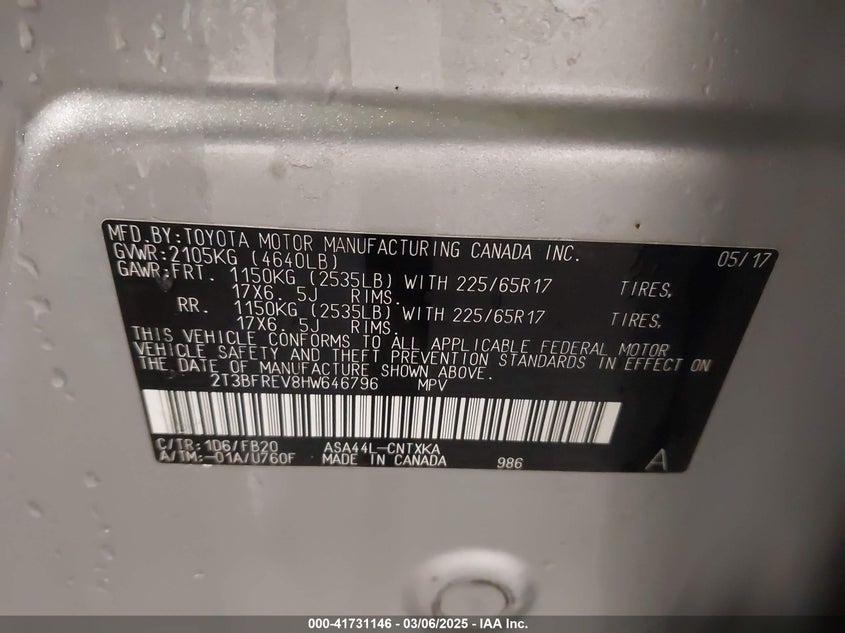 MFD.BY:TOYOTA MOTOR MANUFACTURING CANADA INC. 05/17
GVWR:2105KG (4640LB)
GAWR:FRT. 1150KG (2535LB) WITH 225/65R17 TIRES,
17X6. 5J RIMS.
RR. 1150KG (2535LB) WITH 225/65R17 TIRES,
17X6. 5J RIMS.
THIS VEHICLE CONFORMS TO ALL APPLICABLE FEDERAL MOTOR
VEHICLE SAFETY AND THEFT PREVENTION STANDARDS IN EFFECT ON
THE DATE OF MANUFACTURE SHOWN ABOVE.
2T3BFREV8HW646796 MPV
C/TR:1D6/FB20 ASA44L-CNTXKA
A/TM:-01A/U760F MADE IN CANADA 986 A
000-41731146 - 03/06/2025 - IAA Inc.